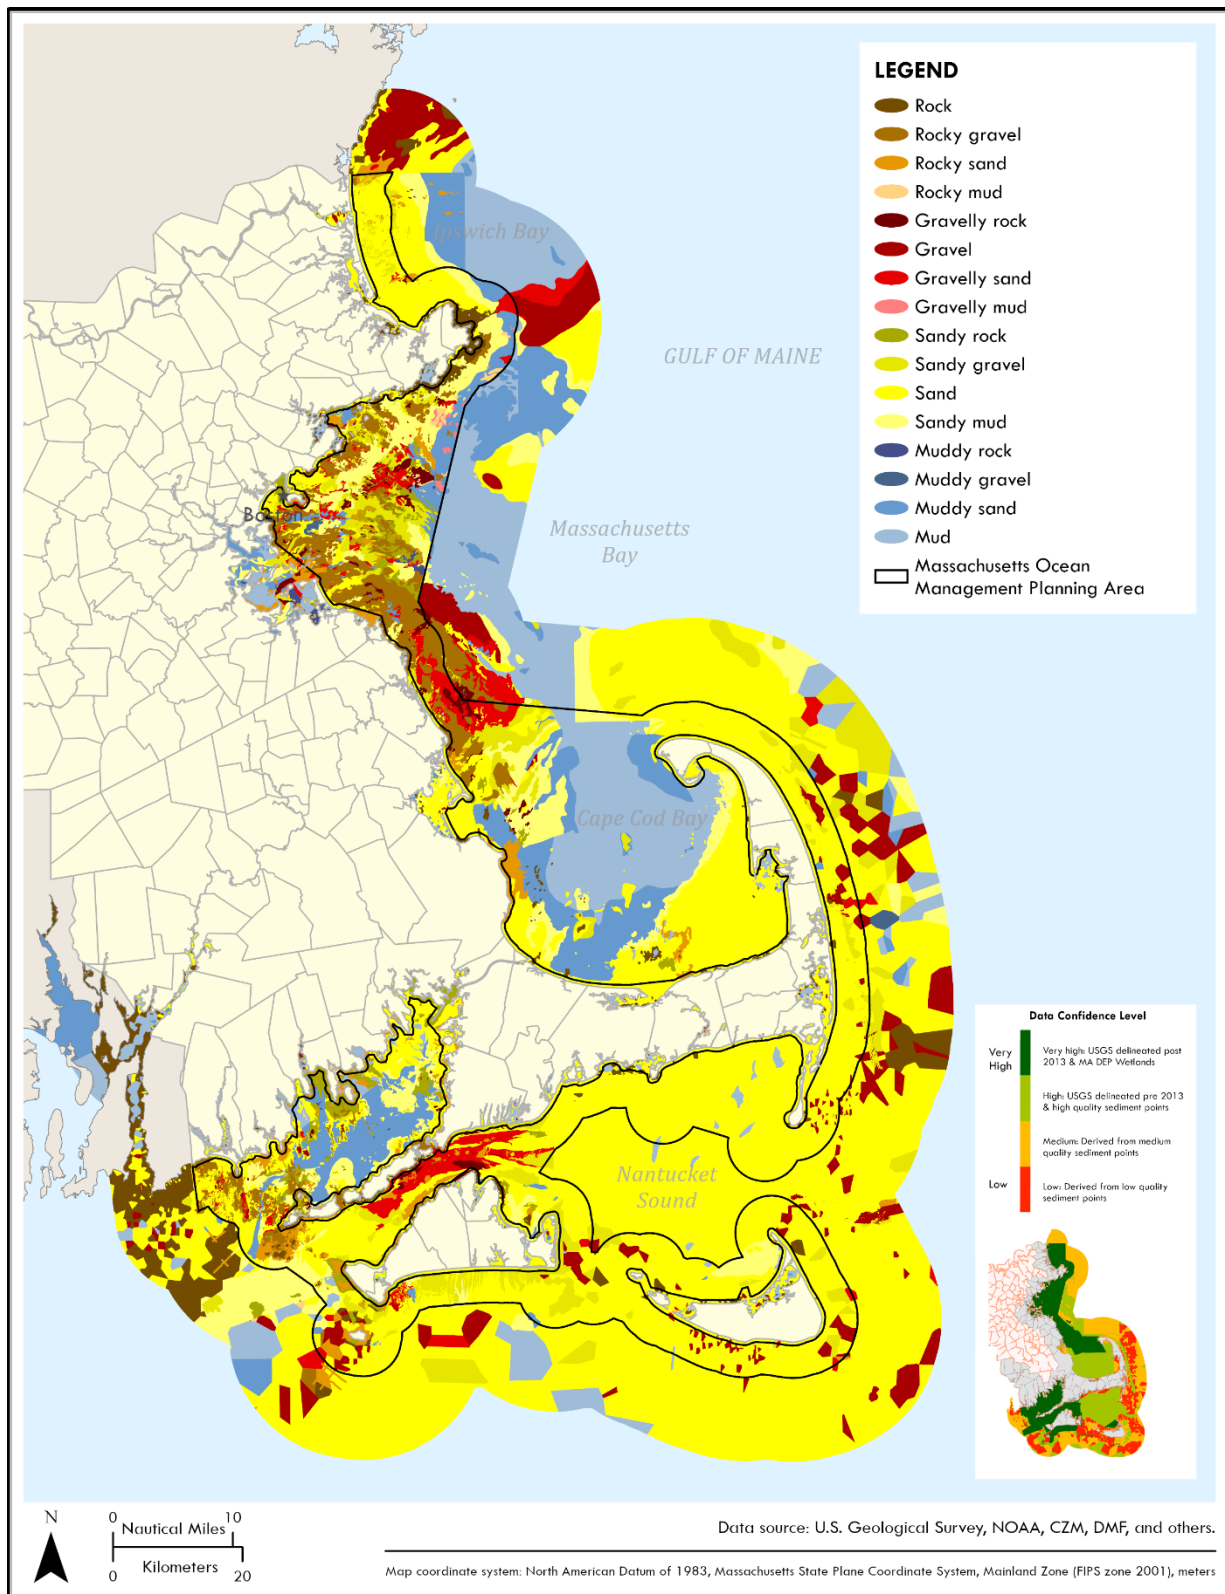 LEGEND
Rock
Rocky gravel
Rocky sand
Rocky mud
Gravelly rock
Gravel
Gravelly sand
Gravelly mud
Sandy rock
Sandy gravel
Sand
Sandy mud
Muddy rock
Muddy gravel
Muddy sand
Mud
Massachusetts Ocean
Management Planning Area
Ipswich Bay
GULF OF MAINE
Boston
Massachusetts
Bay
Cape Cod Bay
Nantucket
Sound
Data Confidence Level
Very
High
Low
Very high: USGS delineated post
2013 & MA DEP Wetlands
High: USGS delineated pre 2013
& high quality sediment points
Medium: Derived from medium
quality sediment points
Low: Derived from low quality
sediment points
N
0 10
Nautical Miles
Kilometers
0 20
Data source: U.S. Geological Survey, NOAA, CZM, DMF, and others.
Map coordinate system: North American Datum of 1983, Massachusetts State Plane Coordinate System, Mainland Zone (FIPS zone 2001), meters